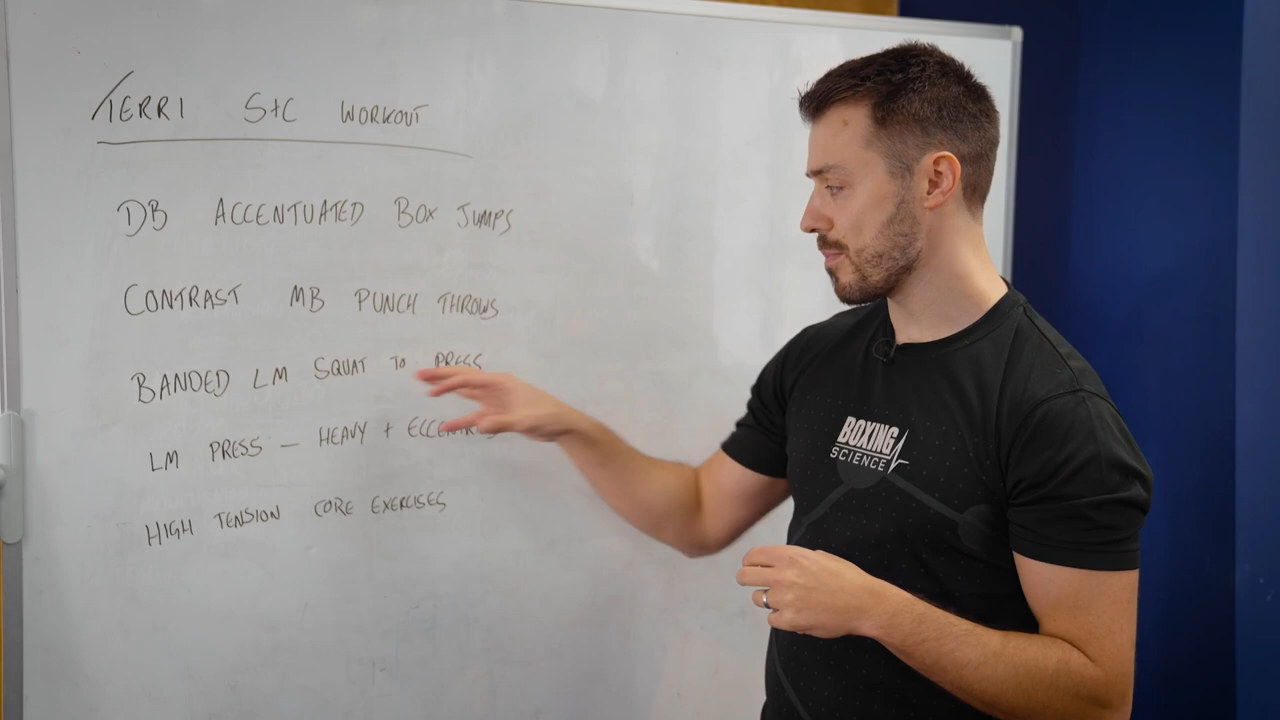 TERRI S+C WORKOUT
DB ACCENTUATED BOX JUMPS
CONTRAST MB PUNCH THROWS
BANDED LM SQUAT TO PRESS
LM PRESS – HEAVY +
HIGH TENSION CORE EXERCISES
BOXING
SCIENCE